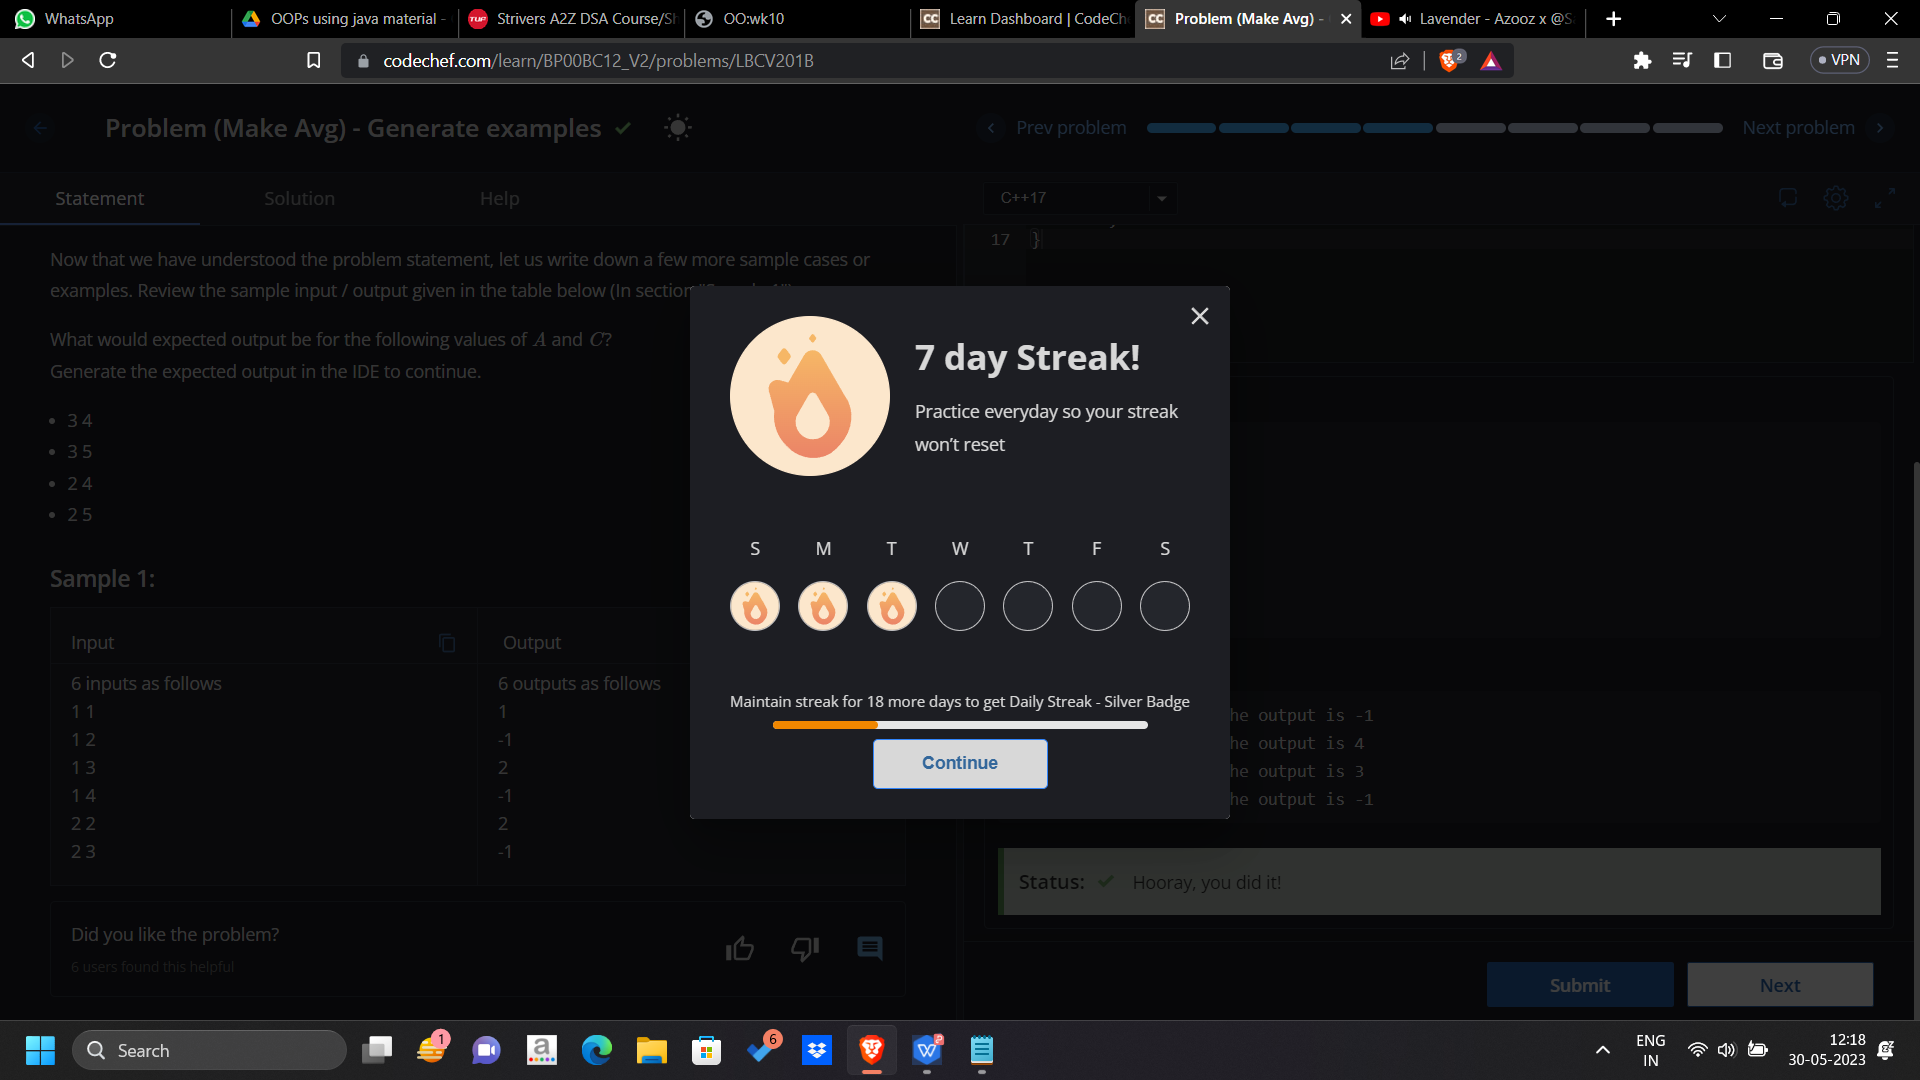 WhatsApp
OOPs using java material -
Strivers A2Z DSA Course/Sh
OO:wk10
Learn Dashboard | CodeChe
Problem (Make Avg) -
Lavender - Azooz x @S
codechef.com/learn/BP00BC12_V2/problems/LBCV201B
2
VPN
Problem (Make Avg) - Generate examples
Prev problem
Next problem
Statement
Solution
Help
C++17
17 }
Now that we have understood the problem statement, let us write down a few more sample cases or
examples. Review the sample input / output given in the table below (In section
What would expected output be for the following values of A and C?
Generate the expected output in the IDE to continue.
• 3 4
• 3 5
• 2 4
• 2 5
Sample 1:
Input
Output
6 inputs as follows
6 outputs as follows
1 1
1
1 2
-1
1 3
2
1 4
-1
2 2
2
2 3
-1
Did you like the problem?
6 users found this helpful
7 day Streak!
Practice everyday so your streak
won't reset
S M T W T F S
Maintain streak for 18 more days to get Daily Streak - Silver Badge
Continue
he output is -1
he output is 4
he output is 3
he output is -1
Status:
Hooray, you did it!
Submit
Next
Search
1
6
ENG
IN
12:18
30-05-2023